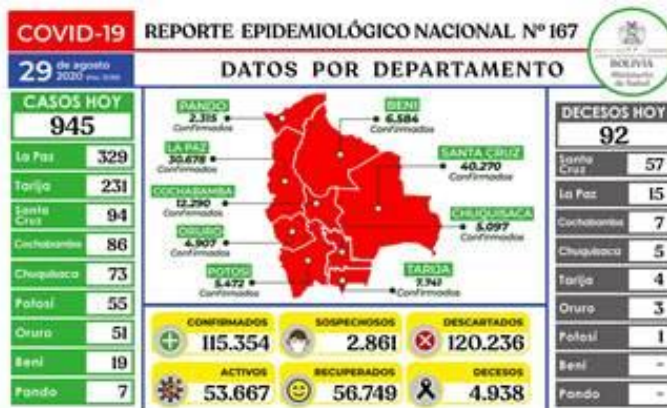 COVID-19
REPORTE EPIDEMIOLÓGICO NACIONAL Nº 167
29 de agosto
2020
DATOS POR DEPARTAMENTO
BOLIVIA
Ministerio
de Salud
CASOS HOY
945
La Paz 329
Tarija 231
Santa Cruz 94
Cochabamba 86
Chuquisaca 73
Potosí 55
Oruro 51
Beni 19
Pando 7
PANDO
2.315
Confirmados
BENI
6.584
Confirmados
LA PAZ
30.678
Confirmados
SANTA CRUZ
40.270
Confirmados
COCHABAMBA
12.290
Confirmados
CHUQUISACA
5.097
Confirmados
ORURO
4.907
Confirmados
POTOSÍ
5.472
Confirmados
TARIJA
7.741
Confirmados
CONFIRMADOS
115.354
SOSPECHOSOS
2.861
DESCARTADOS
120.236
ACTIVOS
53.667
RECUPERADOS
56.749
DECESOS
4.938
DECESOS HOY
92
Santa Cruz 57
La Paz 15
Cochabamba 7
Chuquisaca 5
Tarija 4
Oruro 3
Potosí 1
Beni -
Pando -